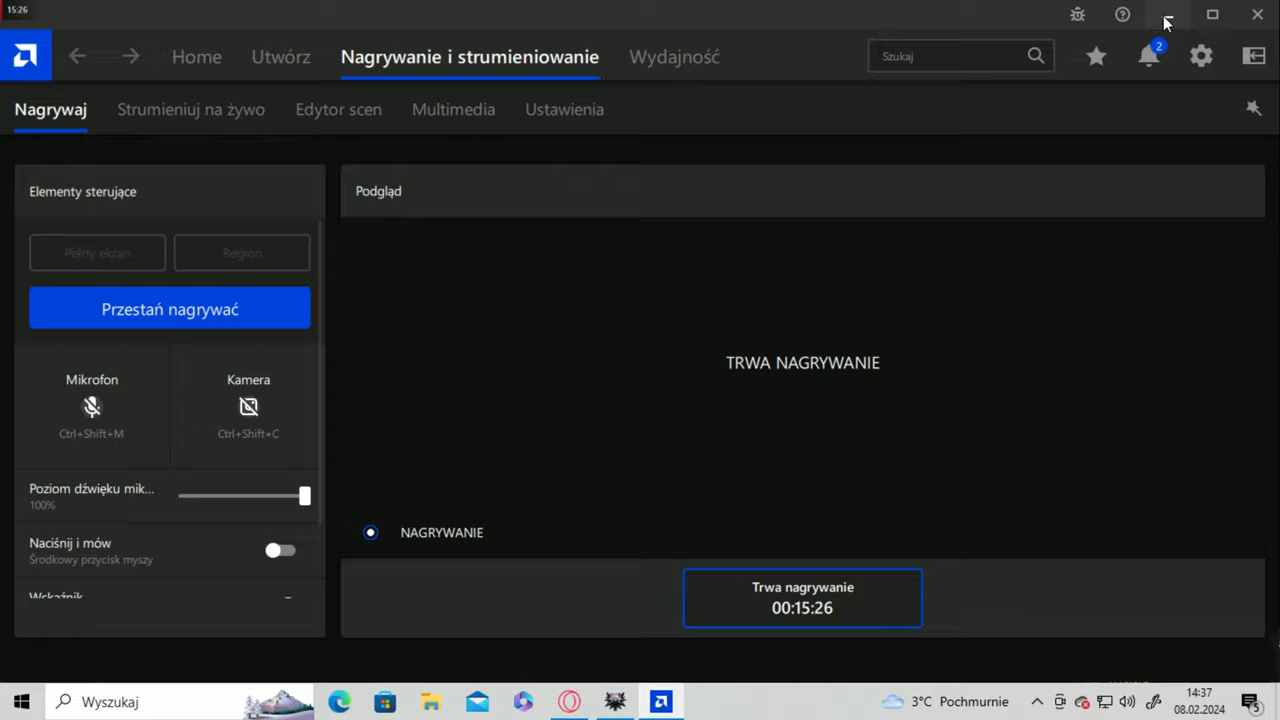 15:26
Home
Utwórz
Nagrywanie i strumieniowanie
Wydajność
Szukaj
2
Nagrywaj
Strumieniuj na żywo
Edytor scen
Multimedia
Ustawienia
Elementy sterujące
Podgląd
Pełny ekran
Region...
Przestań nagrywać
TRWA NAGRYWANIE
Mikrofon
Kamera
Ctrl+Shift+M
Ctrl+Shift+C
Poziom dźwięku mik...
100%
NAGRYWANIE
Naciśnij i mów
Środkowy przycisk myszy
Wskaźnik
Trwa nagrywanie
00:15:26
Wyszukaj
3°C Pochmurnie
14:37
08.02.2024
5